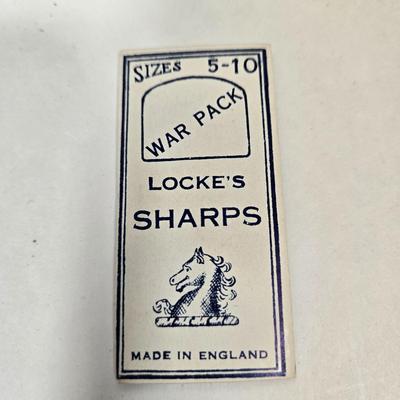 SIZES 5-10
WAR PACK
LOCKE'S
SHARPS
MADE IN ENGLAND